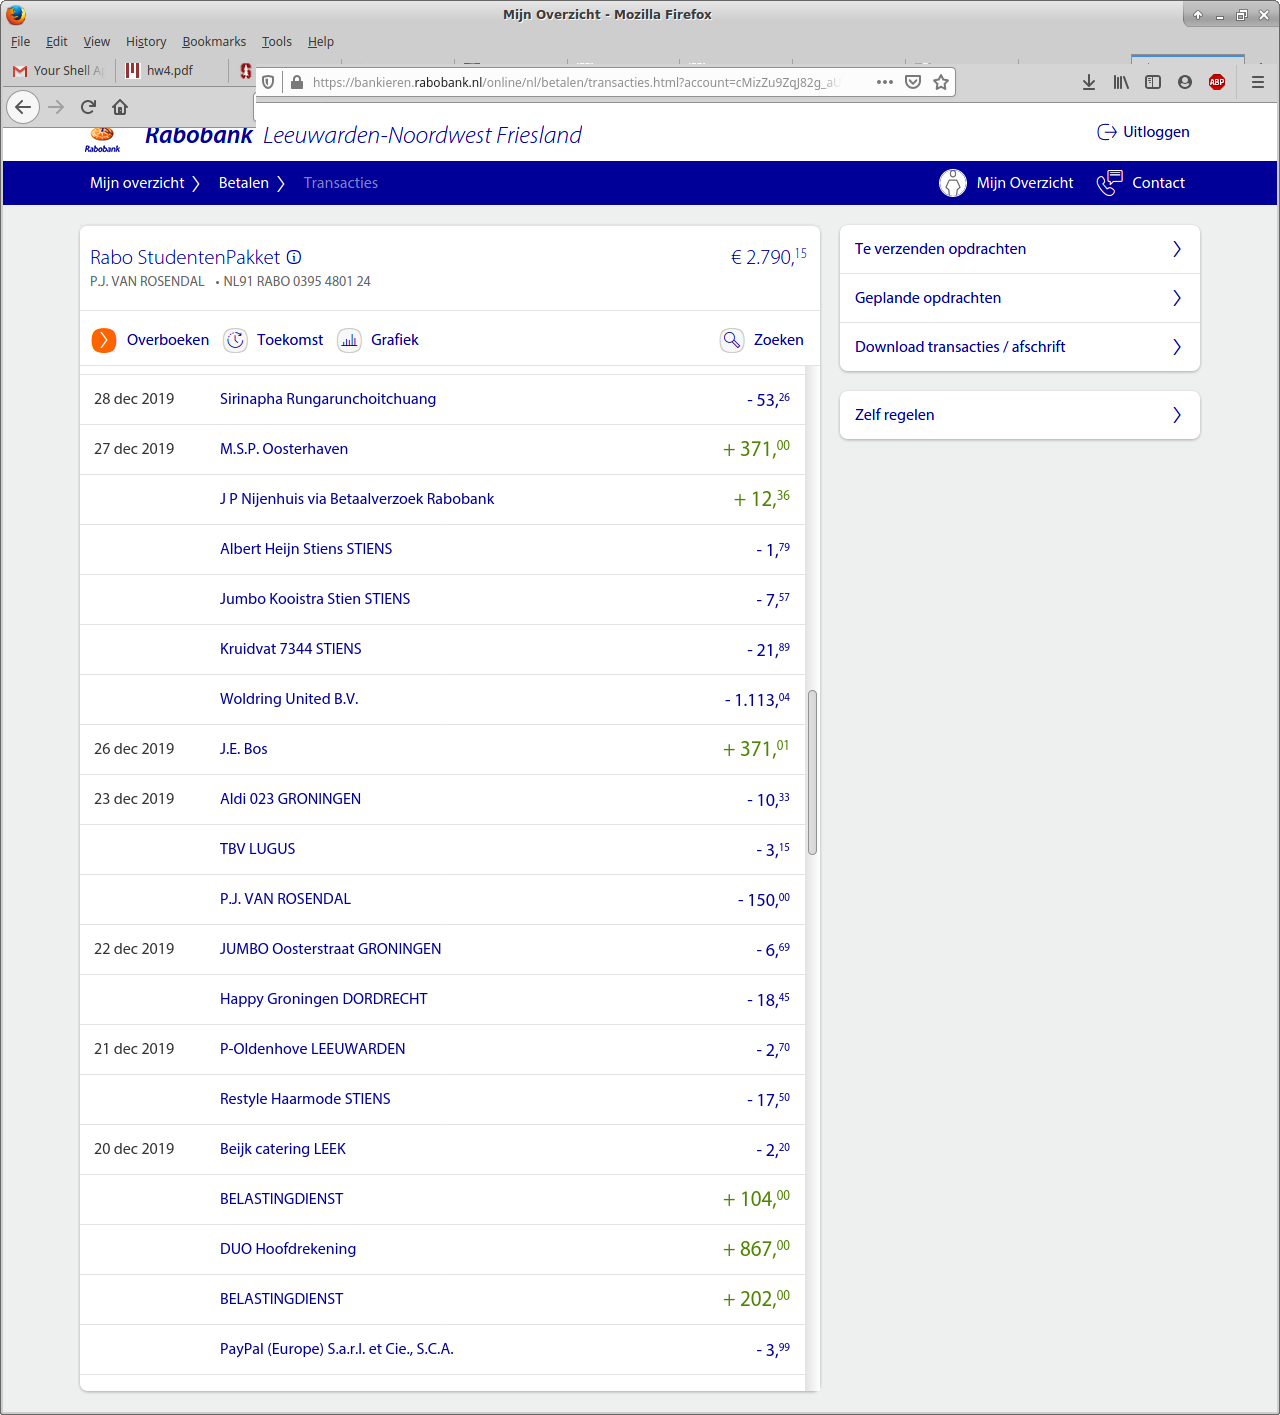 Mijn Overzicht - Mozilla Firefox
File Edit View History Bookmarks Tools Help
Your Shell A hw4.pdf
https://bankieren.rabobank.nl/online/nl/betalen/transacties.html?account=cMizZu9ZqJ82g_aU
ABP
Rabobank
Rabobank Leeuwarden-Noordwest Friesland
Uitloggen
Mijn overzicht Betalen Transacties
Mijn Overzicht Contact
Rabo StudentenPakket € 2.790,15
P.J. VAN ROSENDAL • NL91 RABO 0395 4801 24
Overboeken Toekomst Grafiek Zoeken
28 dec 2019 Sirinapha Rungarunchoitchuang - 53,26
27 dec 2019 M.S.P. Oosterhaven + 371,00
J P Nijenhuis via Betaalverzoek Rabobank + 12,36
Albert Heijn Stiens STIENS - 1,79
Jumbo Kooistra Stien STIENS - 7,57
Kruidvat 7344 STIENS - 21,89
Woldring United B.V. - 1.113,04
26 dec 2019 J.E. Bos + 371,01
23 dec 2019 Aldi 023 GRONINGEN - 10,33
TBV LUGUS - 3,15
P.J. VAN ROSENDAL - 150,00
22 dec 2019 JUMBO Oosterstraat GRONINGEN - 6,69
Happy Groningen DORDRECHT - 18,45
21 dec 2019 P-Oldenhove LEEUWARDEN - 2,70
Restyle Haarmode STIENS - 17,50
20 dec 2019 Beijk catering LEEK - 2,20
BELASTINGDIENST + 104,00
DUO Hoofdrekening + 867,00
BELASTINGDIENST + 202,00
PayPal (Europe) S.a.r.l. et Cie., S.C.A. - 3,99
Te verzenden opdrachten
Geplande opdrachten
Download transacties / afschrift
Zelf regelen